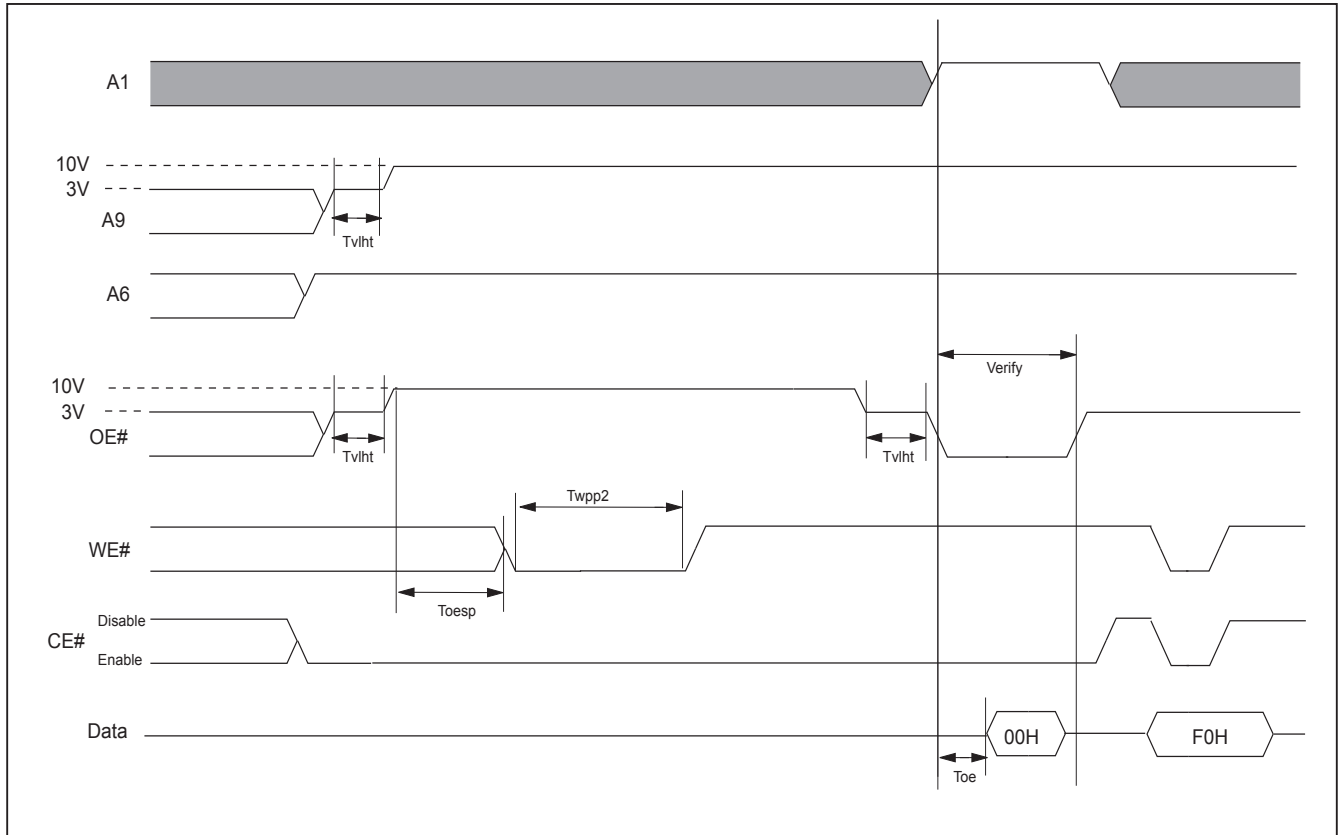 A1
10V
3V
A9
Tvlht
A6
Verify
10V
3V
OE#
Tvlht
Tvlht
Twpp2
WE#
Toesp
Disable
CE#
Enable
Data
00H
F0H
Toe